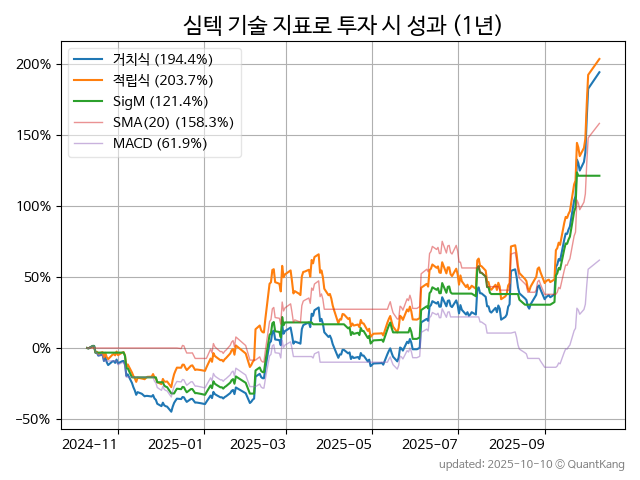 심텍 기술 지표로 투자 시 성과 (1년)
거치식 (194.4%)
적립식 (203.7%)
SigM (121.4%)
SMA(20) (158.3%)
MACD (61.9%)
200%
150%
100%
50%
0%
−50%
2024−11
2025−01
2025−03
2025−05
2025−07
2025−09
updated: 2025-10-10 © QuantKang